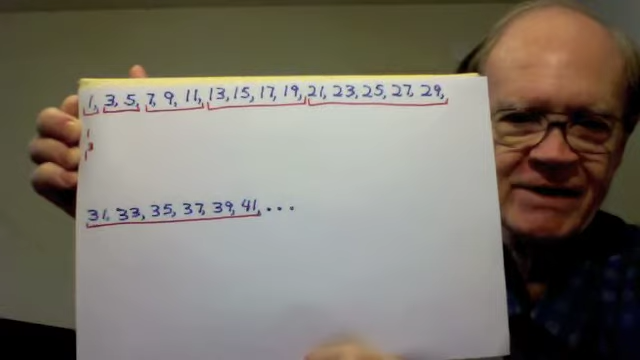 1, 3, 5, 7, 9, 11, 13, 15, 17, 19, 21, 23, 25, 27, 29,
1
31, 33, 35, 37, 39, 41, ...